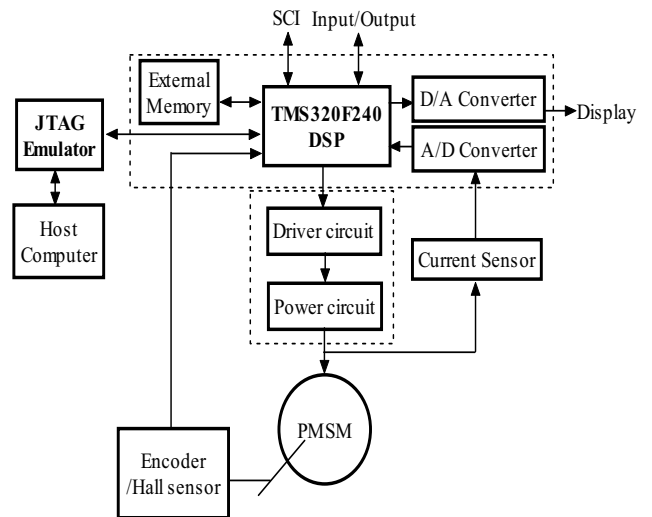 SCI Input/Output
External
Memory
TMS320F240
DSP
D/A Converter
Display
A/D Converter
JTAG
Emulator
Host
Computer
Driver circuit
Current Sensor
Power circuit
PMSM
Encoder
/Hall sensor